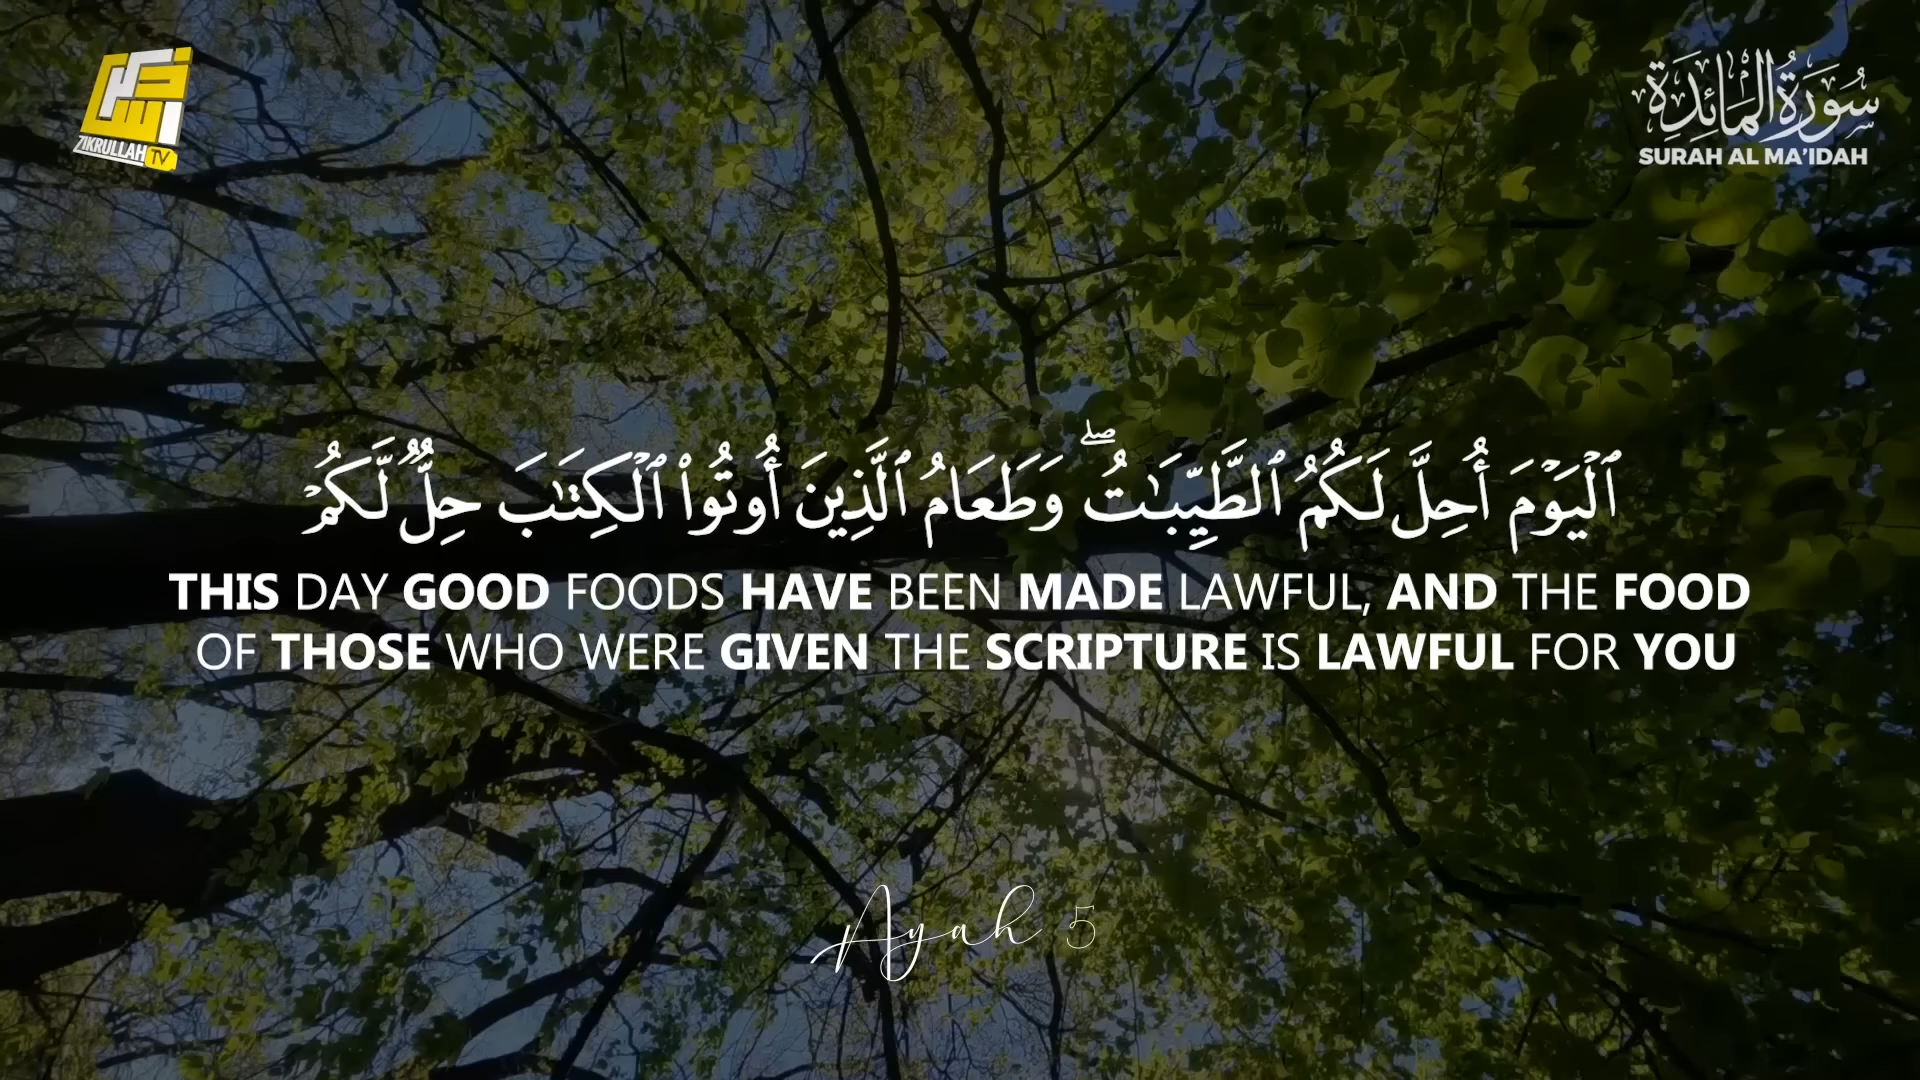 ذكر
الله
ZIKRULLAH TV
سُورَةُ المَائِدَة
SURAH AL MA'IDAH
ٱلْيَوْمَ أُحِلَّ لَكُمُ ٱلطَّيِّبَـٰتُ ۖ وَطَعَامُ ٱلَّذِينَ أُوتُوا۟ ٱلْكِتَـٰبَ حِلٌّ لَّكُمْ
THIS DAY GOOD FOODS HAVE BEEN MADE LAWFUL, AND THE FOOD
OF THOSE WHO WERE GIVEN THE SCRIPTURE IS LAWFUL FOR YOU
Ayah 5